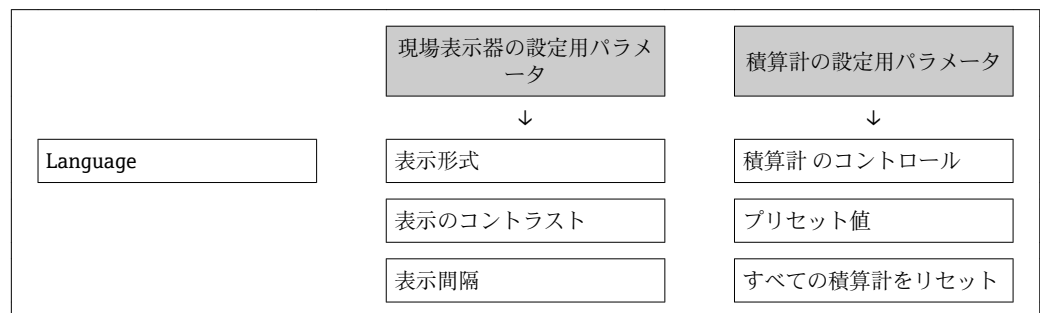 現場表示器の設定用パラメ
ータ
積算計の設定用パラメータ
↓
↓
Language
表示形式
積算計 のコントロール
表示のコントラスト
プリセット値
表示間隔
すべての積算計をリセット